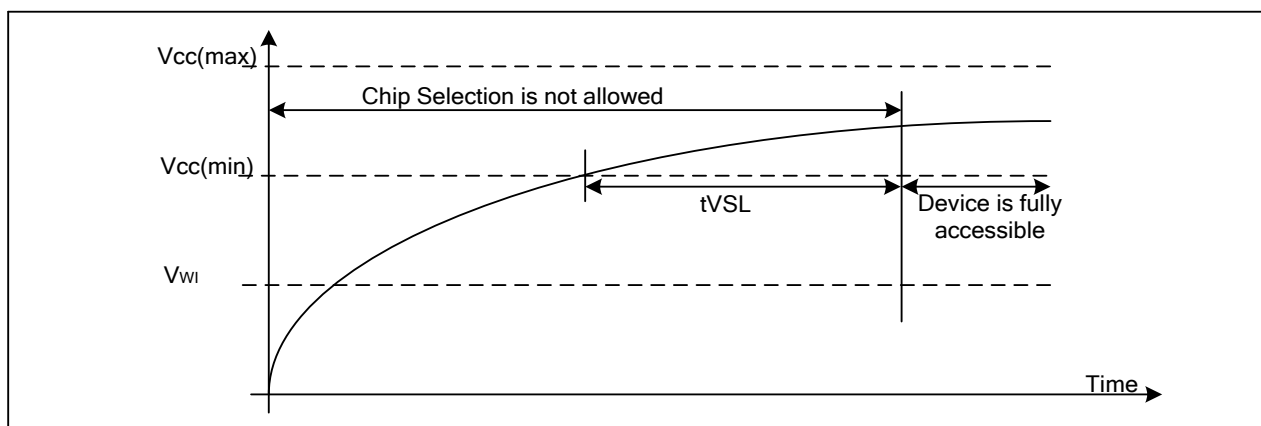 Vcc(max)
Chip Selection is not allowed
Vcc(min)
tVSL
Device is fully
accessible
VWI
Time